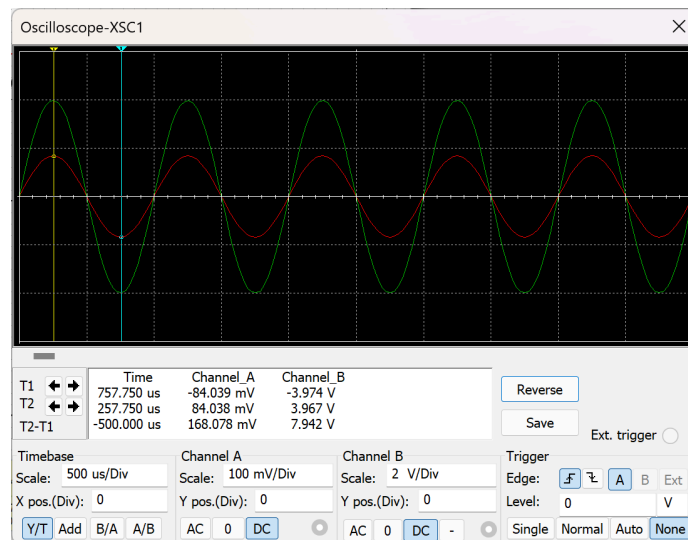 Oscilloscope-XSC1
Time Channel_A Channel_B
T1 757.750 us -84.039 mV -3.974 V
T2 257.750 us 84.038 mV 3.967 V
T2-T1 -500.000 us 168.078 mV 7.942 V
Reverse
Save
Ext. trigger
Timebase
Scale: 500 us/Div
X pos.(Div): 0
Y/T Add B/A A/B
Channel A
Scale: 100 mV/Div
Y pos.(Div): 0
AC 0 DC
Channel B
Scale: 2 V/Div
Y pos.(Div): 0
AC 0 DC -
Trigger
Edge: A B Ext
Level: 0 V
Single Normal Auto None